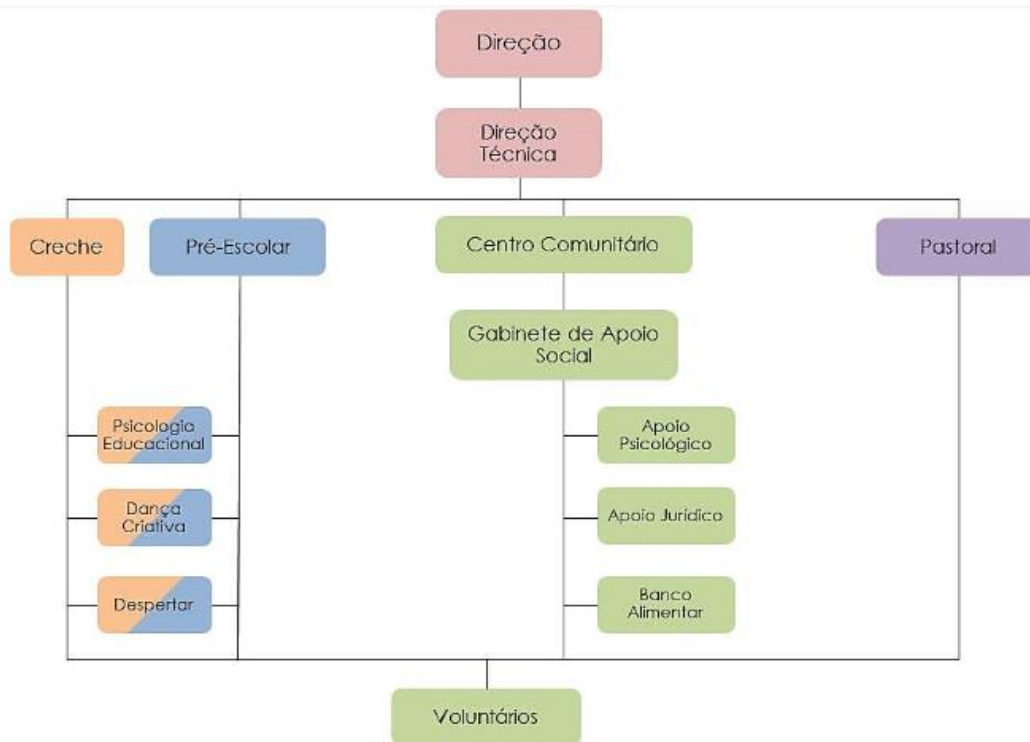 Direção
Direção
Técnica
Creche
Pré-Escolar
Centro Comunitário
Pastoral
Gabinete de Apoio
Social
Psicologia
Educacional
Apoio
Psicológico
Dança
Criativa
Apoio Jurídico
Despertar
Banco
Alimentar
Voluntários